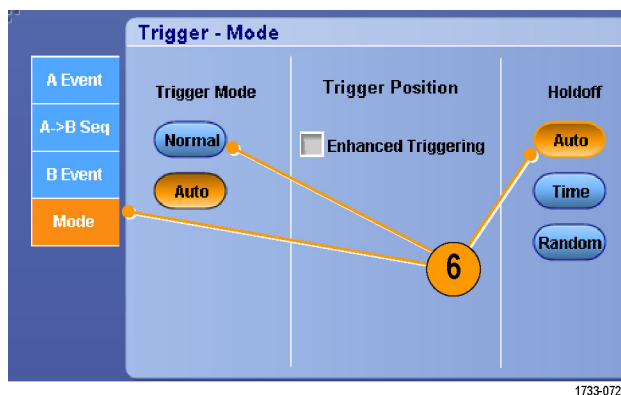 Trigger - Mode
A Event
A->B Seq
B Event
Mode
Trigger Mode
Normal
Auto
Trigger Position
Enhanced Triggering
Holdoff
Auto
Time
Random
6
1733-072